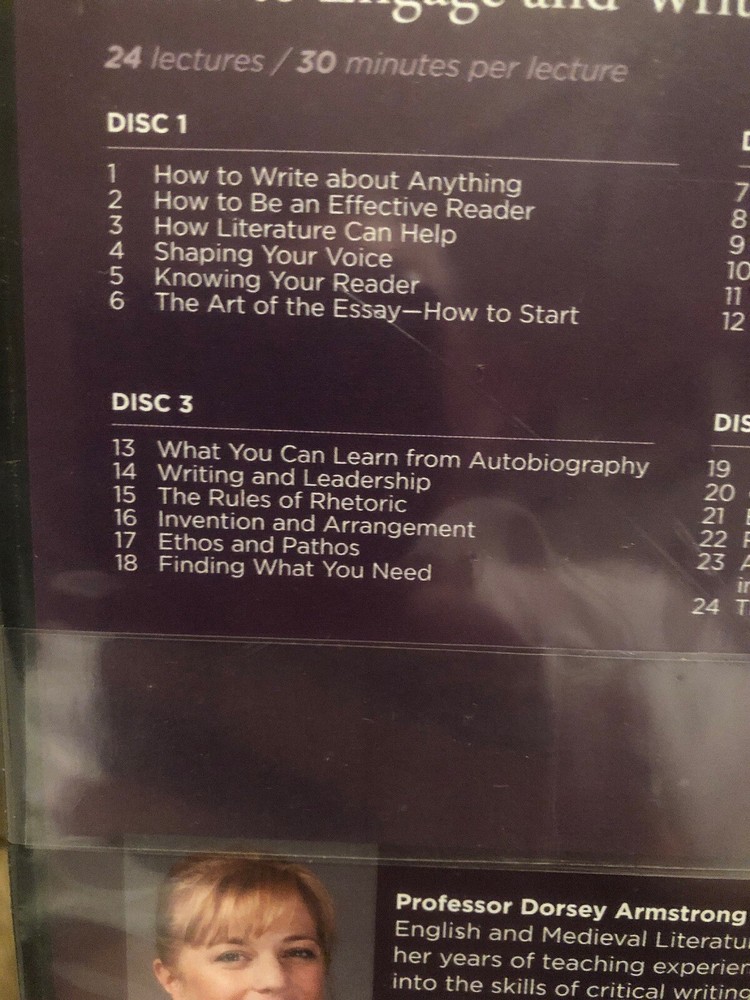 Engage and
24 lectures / 30 minutes per lecture
DISC 1
1 How to Write about Anything
2 How to Be an Effective Reader
3 How Literature Can Help
4 Shaping Your Voice
5 Knowing Your Reader
6 The Art of the Essay—How to Start
7
8
9
10
11
12
DISC 3
13 What You Can Learn from Autobiography
14 Writing and Leadership
15 The Rules of Rhetoric
16 Invention and Arrangement
17 Ethos and Pathos
18 Finding What You Need
19
20
21
22
23
24
Professor Dorsey Armstrong
English and Medieval
her years of teaching
into the skills of critical writing